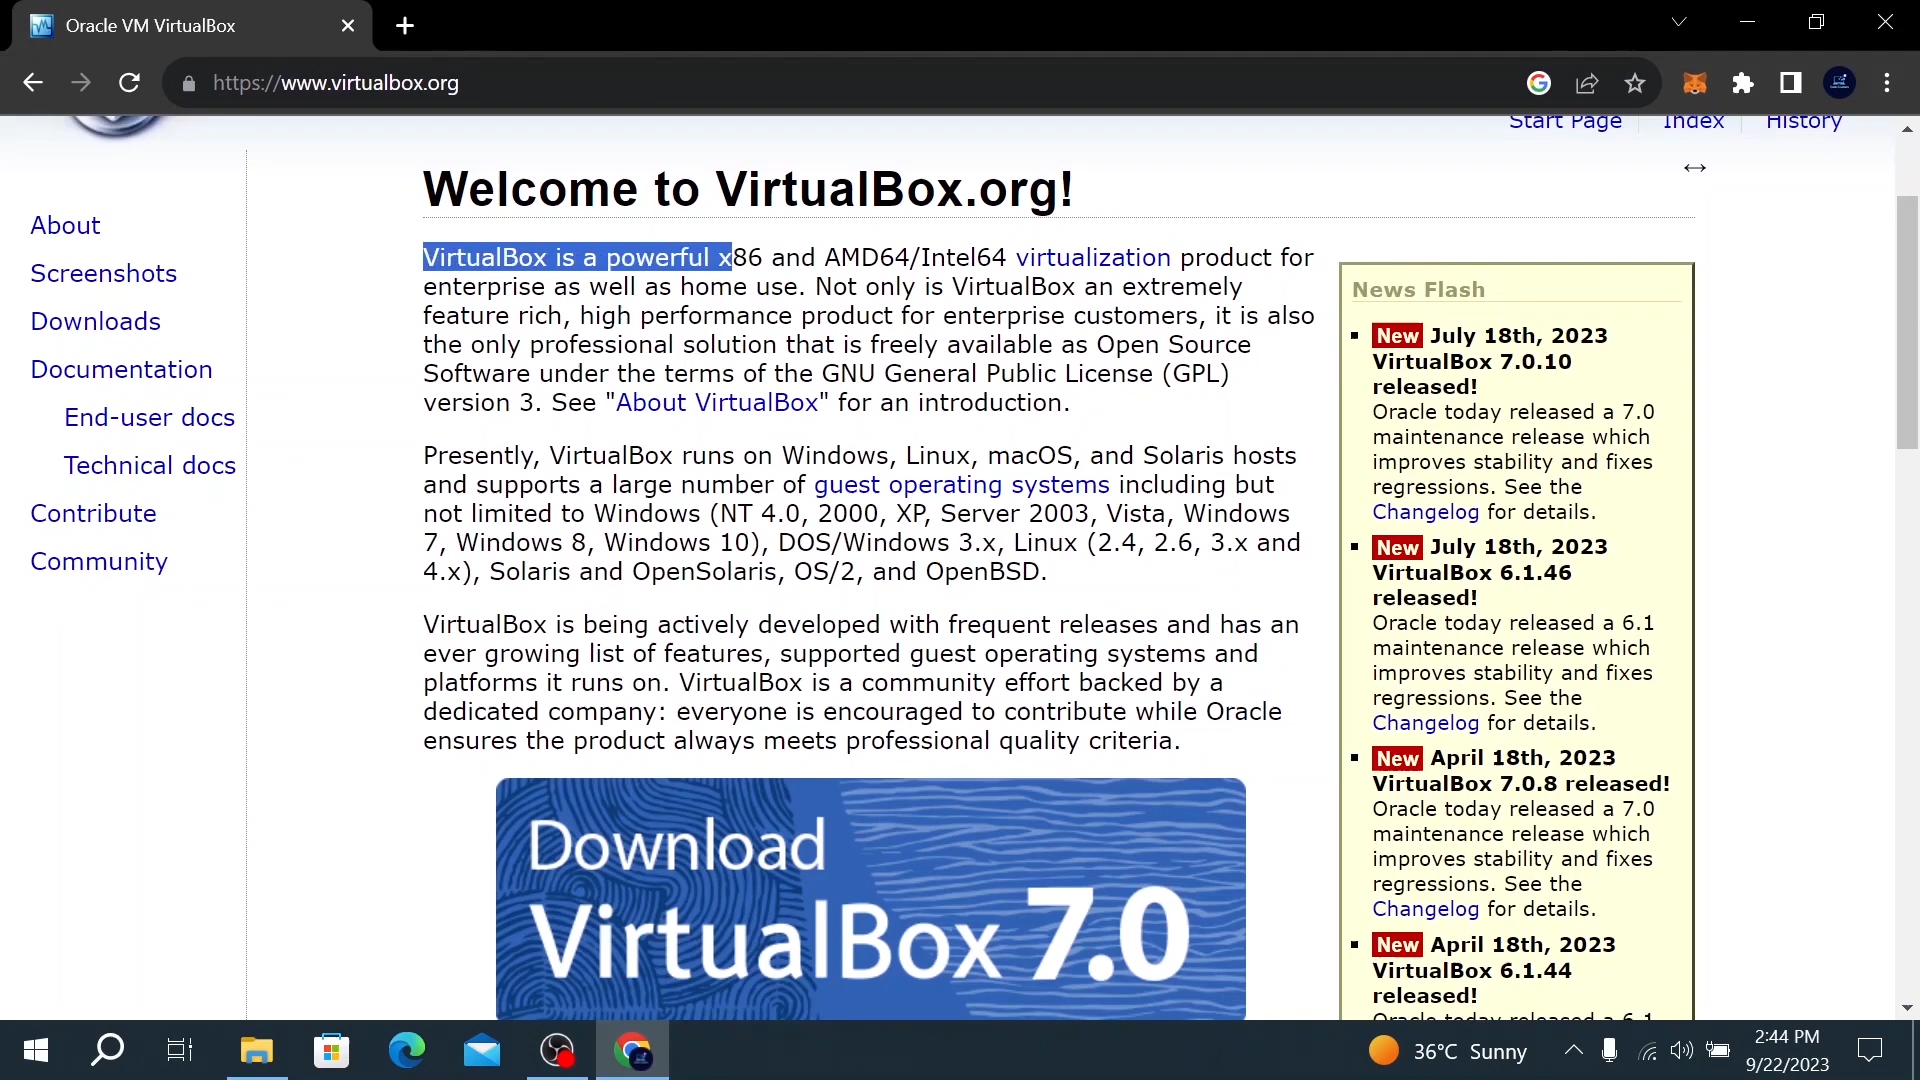 Oracle VM VirtualBox
https://www.virtualbox.org
Start Page
Index
History
Welcome to VirtualBox.org!
About
Screenshots
Downloads
Documentation
End-user docs
Technical docs
Contribute
Community
VirtualBox is a powerful x86 and AMD64/Intel64 virtualization product for
enterprise as well as home use. Not only is VirtualBox an extremely
feature rich, high performance product for enterprise customers, it is also
the only professional solution that is freely available as Open Source
Software under the terms of the GNU General Public License (GPL)
version 3. See "About VirtualBox" for an introduction.
Presently, VirtualBox runs on Windows, Linux, macOS, and Solaris hosts
and supports a large number of guest operating systems including but
not limited to Windows (NT 4.0, 2000, XP, Server 2003, Vista, Windows
7, Windows 8, Windows 10), DOS/Windows 3.x, Linux (2.4, 2.6, 3.x and
4.x), Solaris and OpenSolaris, OS/2, and OpenBSD.
VirtualBox is being actively developed with frequent releases and has an
ever growing list of features, supported guest operating systems and
platforms it runs on. VirtualBox is a community effort backed by a
dedicated company: everyone is encouraged to contribute while Oracle
ensures the product always meets professional quality criteria.
Download
VirtualBox 7.0
News Flash
New July 18th, 2023
VirtualBox 7.0.10
released!
Oracle today released a 7.0
maintenance release which
improves stability and fixes
regressions. See the
Changelog for details.
New July 18th, 2023
VirtualBox 6.1.46
released!
Oracle today released a 6.1
maintenance release which
improves stability and fixes
regressions. See the
Changelog for details.
New April 18th, 2023
VirtualBox 7.0.8 released!
Oracle today released a 7.0
maintenance release which
improves stability and fixes
regressions. See the
Changelog for details.
New April 18th, 2023
VirtualBox 6.1.44
released!
Oracle today released a 6.1
36°C Sunny
2:44 PM
9/22/2023